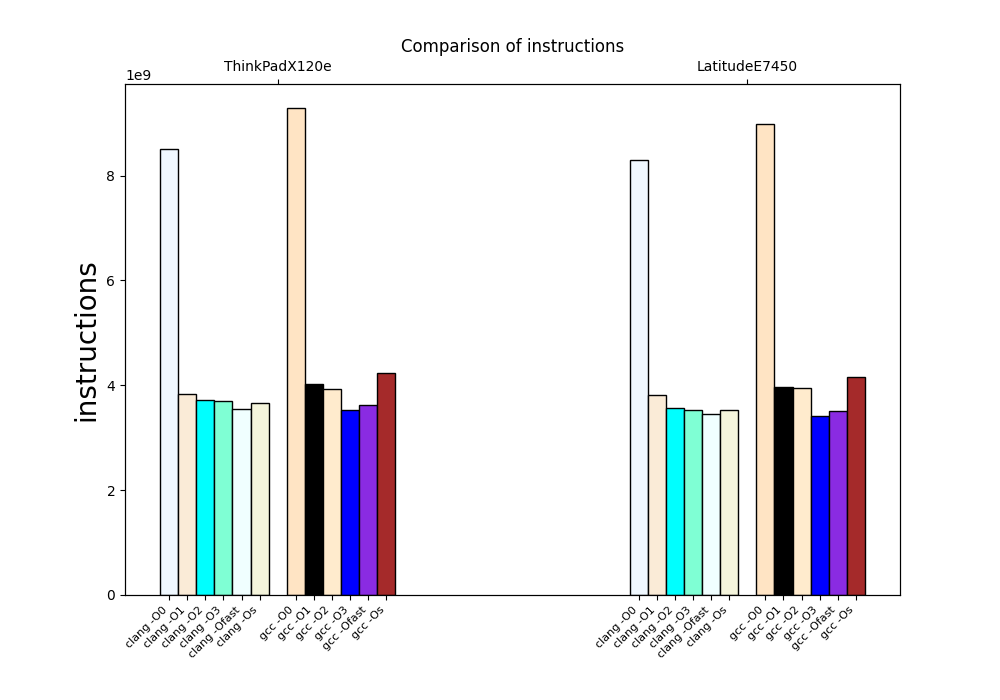 Comparison of instructions
ThinkPadX120e LatitudeE7450
1e9
8
6
4
2
0
instructions
clang -O0 clang -O1 clang -O2 clang -O3 clang -Ofast clang -Os gcc -O0 gcc -O1 gcc -O2 gcc -O3 gcc -Ofast gcc -Os clang -O0 clang -O1 clang -O2 clang -O3 clang -Ofast clang -Os gcc -O0 gcc -O1 gcc -O2 gcc -O3 gcc -Ofast gcc -Os